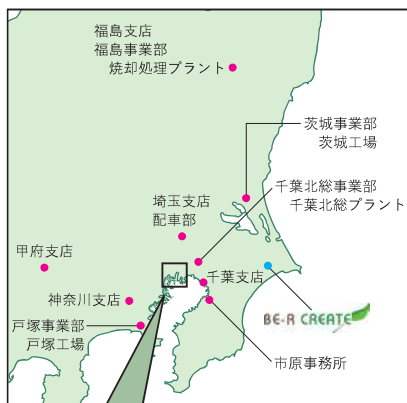 福島支店
福島事業部
焼却処理プラント
茨城事業部
茨城工場
埼玉支店
配車部
千葉北総事業部
千葉北総プラント
甲府支店
千葉支店
神奈川支店
BE-R CREATE
戸塚事業部
戸塚工場
市原事務所